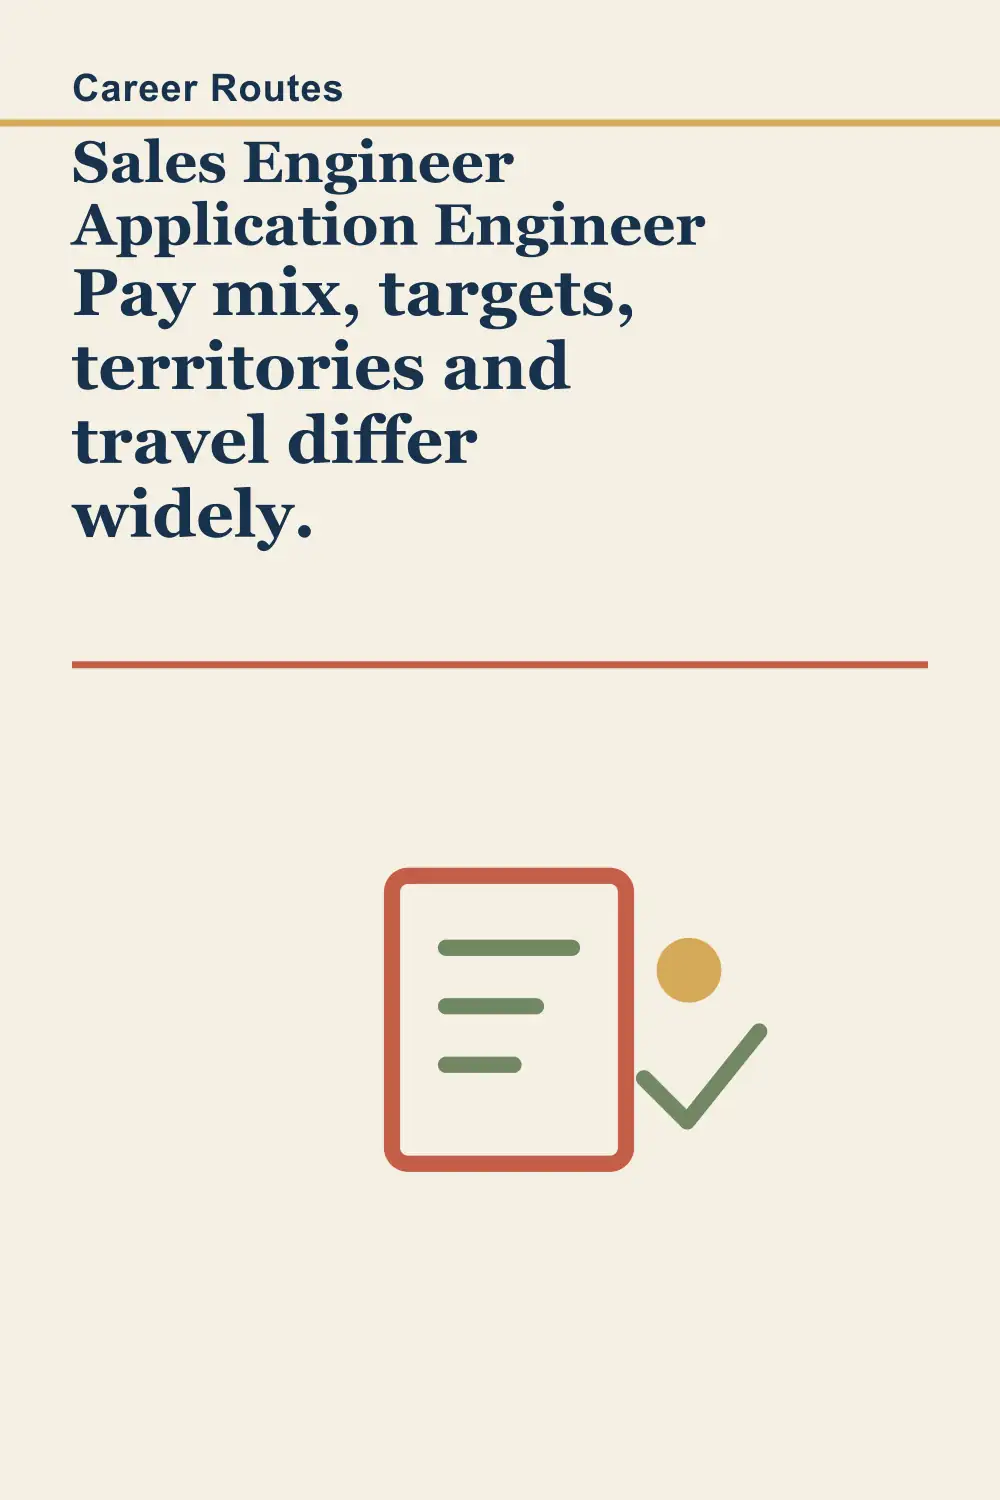 Career Routes
Sales Engineer
Application Engineer
Pay mix, targets,
territories and
travel differ
widely.